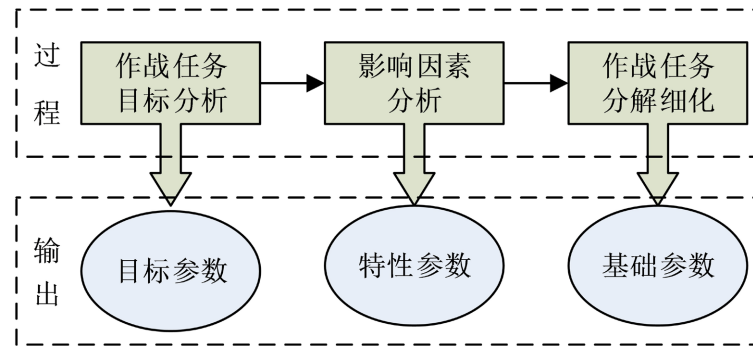 过程
作战任务
目标分析
影响因素
分析
作战任务
分解细化
输出
目标参数
特性参数
基础参数